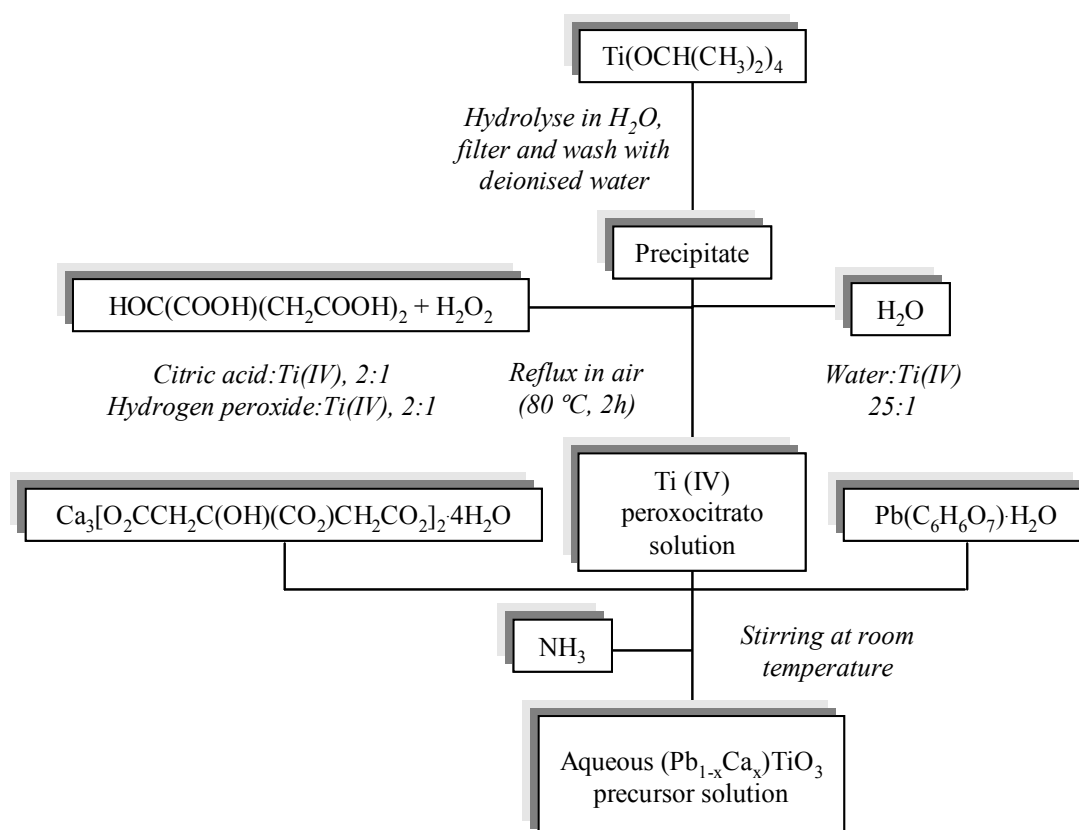 Ti(OCH(CH₃)₂)₄
Hydrolyse in H₂O,
filter and wash with
deionised water
Precipitate
HOC(COOH)(CH₂COOH)₂ + H₂O₂
H₂O
Citric acid:Ti(IV), 2:1
Hydrogen peroxide:Ti(IV), 2:1
Reflux in air
(80 ºC, 2h)
Water:Ti(IV)
25:1
Ca₃[O₂CCH₂C(OH)(CO₂)CH₂CO₂]₂·4H₂O
Ti (IV)
peroxocitrato
solution
Pb(C₆H₆O₇)·H₂O
NH₃
Stirring at room
temperature
Aqueous (Pb₁₋ₓCaₓ)TiO₃
precursor solution